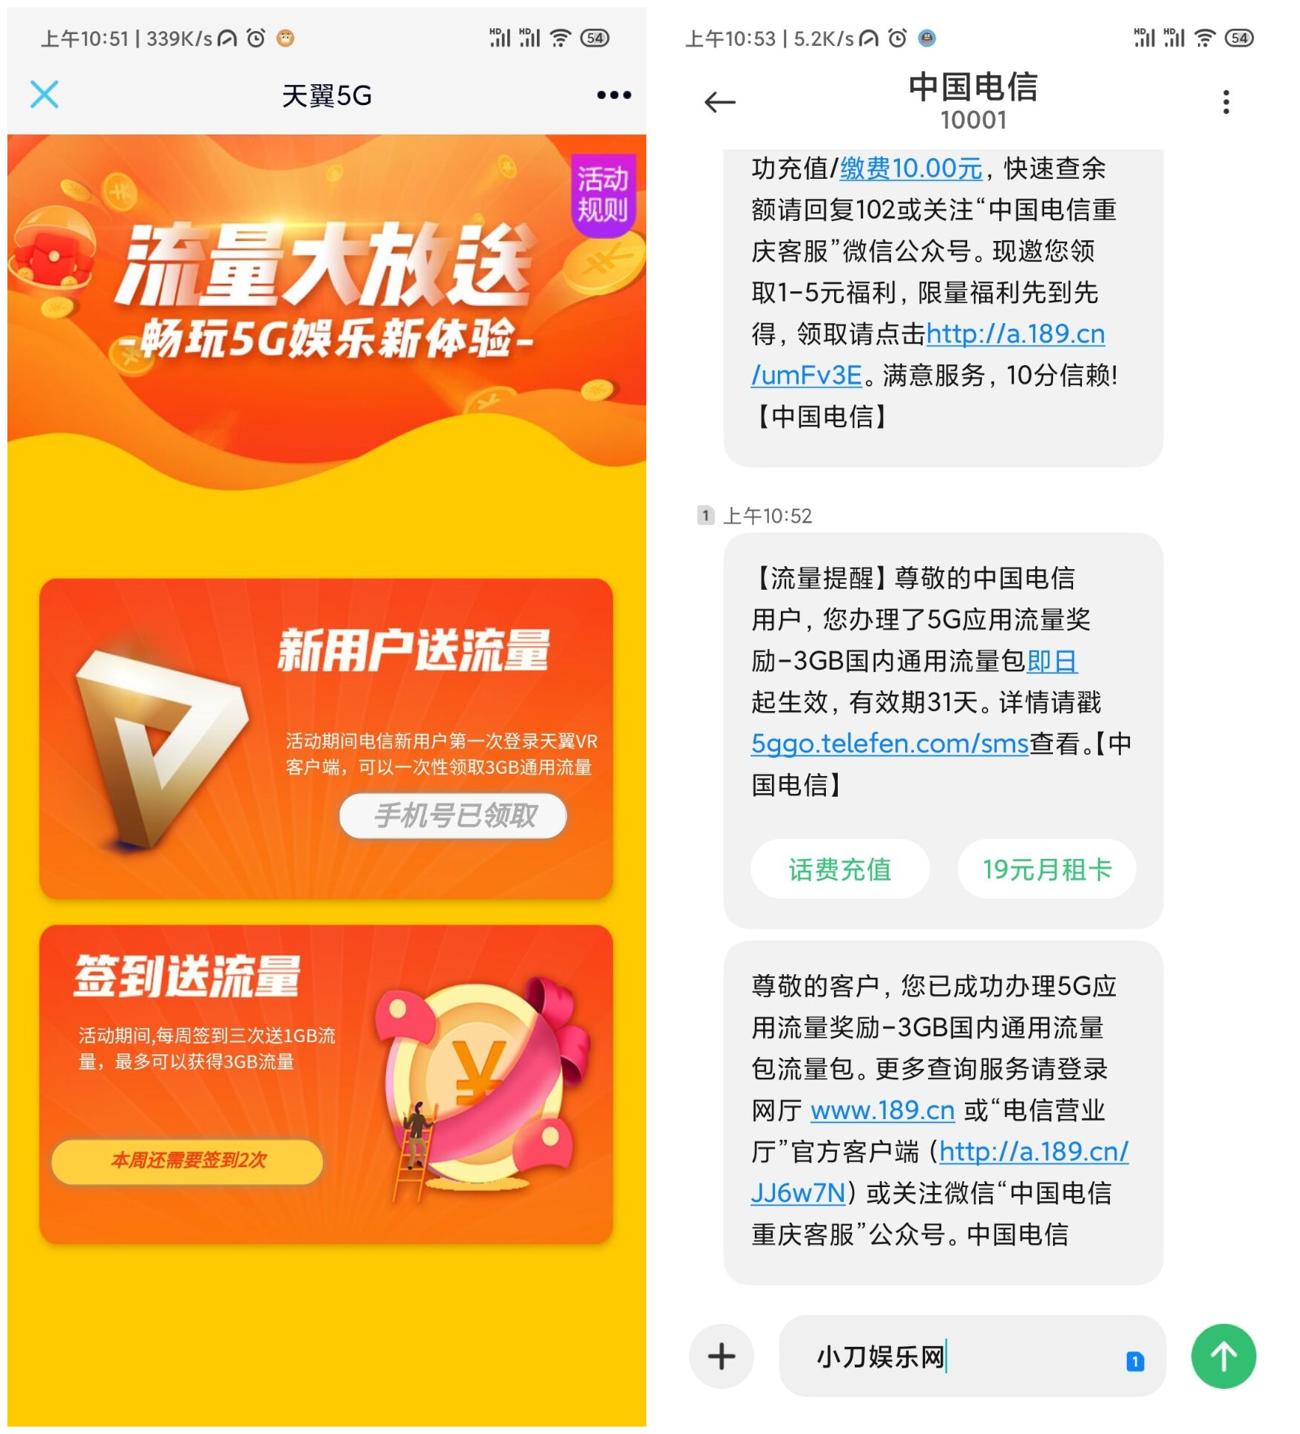 上午10:51 | 339K/s
54
天翼5G
活动
规则
流量大放送
-畅玩5G娱乐新体验-
新用户送流量
活动期间电信新用户第一次登录天翼VR
客户端，可以一次性领取3GB通用流量
手机号已领取
签到送流量
活动期间,每周签到三次送1GB流
量，最多可以获得3GB流量
本周还需要签到2次
上午10:53 | 5.2K/s
54
中国电信
10001
功充值/缴费10.00元，快速查余
额请回复102或关注“中国电信重
庆客服”微信公众号。现邀您领
取1-5元福利，限量福利先到先
得，领取请点击http://a.189.cn
/umFv3E。满意服务，10分信赖!
【中国电信】
1 上午10:52
【流量提醒】尊敬的中国电信
用户，您办理了5G应用流量奖
励-3GB国内通用流量包即日
起生效，有效期31天。详情请戳
5ggo.telefen.com/sms查看。【中
国电信】
话费充值
19元月租卡
尊敬的客户，您已成功办理5G应
用流量奖励-3GB国内通用流量
包流量包。更多查询服务请登录
网厅 www.189.cn 或“电信营业
厅”官方客户端（http://a.189.cn/
JJ6w7N）或关注微信“中国电信
重庆客服”公众号。中国电信
小刀娱乐网
1